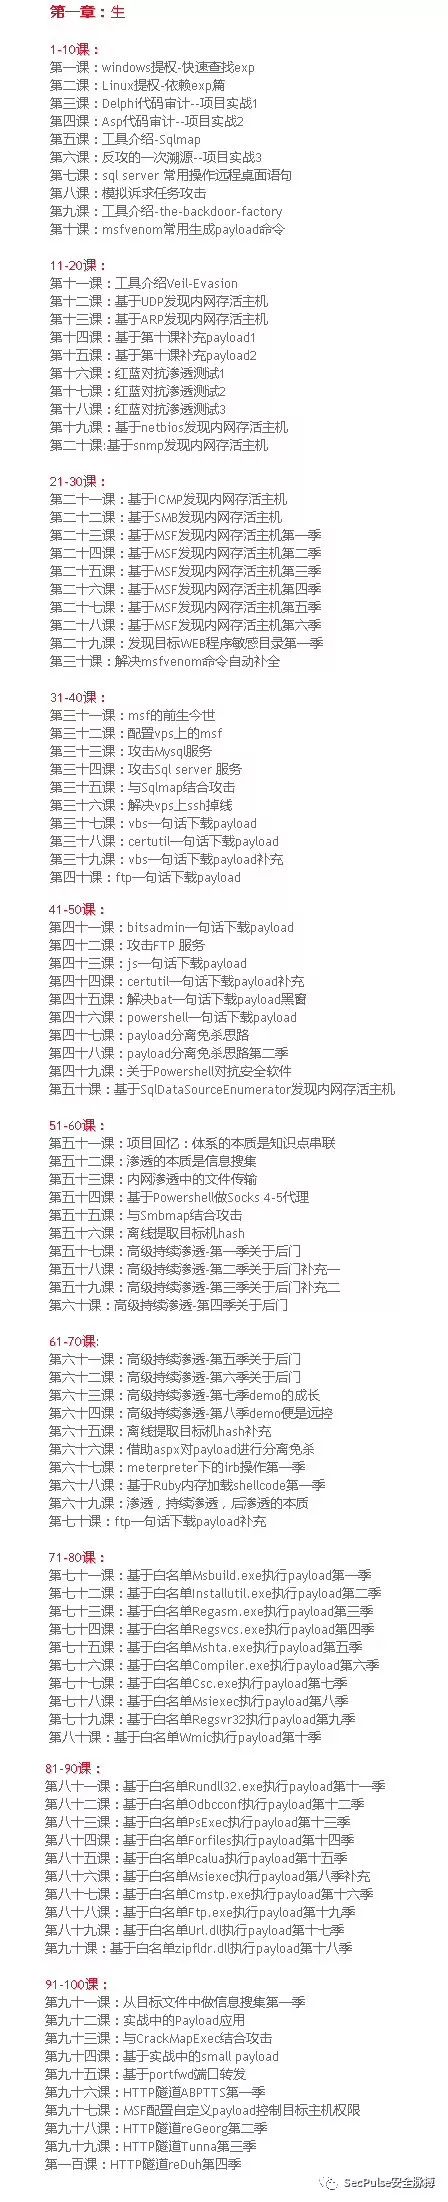 第一章：生
1-10课：
第一课：windows提权-快速查找exp
第二课：Linux提权-依赖exp篇
第三课：Delphi代码审计--项目实战1
第四课：Asp代码审计--项目实战2
第五课：工具介绍-Sqlmap
第六课：反攻的一次溯源--项目实战3
第七课：sql server 常用操作远程桌面语句
第八课：模拟诉求任务攻击
第九课：工具介绍-the-backdoor-factory
第十课：msfvenom常用生成payload命令
11-20课：
第十一课：工具介绍Veil-Evasion
第十二课：基于UDP发现内网存活主机
第十三课：基于ARP发现内网存活主机
第十四课：基于第十课补充payload1
第十五课：基于第十课补充payload2
第十六课：红蓝对抗渗透测试1
第十七课：红蓝对抗渗透测试2
第十八课：红蓝对抗渗透测试3
第十九课：基于netbios发现内网存活主机
第二十课:基于snmp发现内网存活主机
21-30课：
第二十一课：基于ICMP发现内网存活主机
第二十二课：基于SMB发现内网存活主机
第二十三课：基于MSF发现内网存活主机第一季
第二十四课：基于MSF发现内网存活主机第二季
第二十五课：基于MSF发现内网存活主机第三季
第二十六课：基于MSF发现内网存活主机第四季
第二十七课：基于MSF发现内网存活主机第五季
第二十八课：基于MSF发现内网存活主机第六季
第二十九课：发现目标WEB程序敏感目录第一季
第三十课：解决msfvenom命令自动补全
31-40课：
第三十一课：msf的前生今世
第三十二课：配置vps上的msf
第三十三课：攻击Mysql服务
第三十四课：攻击Sql server 服务
第三十五课：与Sqlmap结合攻击
第三十六课：解决vps上ssh掉线
第三十七课：vbs一句话下载payload
第三十八课：certutil一句话下载payload
第三十九课：vbs一句话下载payload补充
第四十课：ftp一句话下载payload
41-50课：
第四十一课：bitsadmin一句话下载payload
第四十二课：攻击FTP 服务
第四十三课：js一句话下载payload
第四十四课：certutil一句话下载payload补充
第四十五课：解决bat一句话下载payload黑窗
第四十六课：powershell一句话下载payload
第四十七课：payload分离免杀思路
第四十八课：payload分离免杀思路第二季
第四十九课：关于Powershell对抗安全软件
第五十课：基于SqlDataSourceEnumerator发现内网存活主机
51-60课：
第五十一课：项目回忆：体系的本质是知识点串联
第五十二课：渗透的本质是信息搜集
第五十三课：内网渗透中的文件传输
第五十四课：基于Powershell做Socks 4-5代理
第五十五课：与Smbmap结合攻击
第五十六课：离线提取目标机hash
第五十七课：高级持续渗透-第一季关于后门
第五十八课：高级持续渗透-第二季关于后门补充一
第五十九课：高级持续渗透-第三季关于后门补充二
第六十课：高级持续渗透-第四季关于后门
61-70课:
第六十一课：高级持续渗透-第五季关于后门
第六十二课：高级持续渗透-第六季关于后门
第六十三课：高级持续渗透-第七季demo的成长
第六十四课：高级持续渗透-第八季demo便是远控
第六十五课：离线提取目标机hash补充
第六十六课：借助aspx对payload进行分离免杀
第六十七课：meterpreter下的irb操作第一季
第六十八课：基于Ruby内存加载shellcode第一季
第六十九课：渗透，持续渗透，后渗透的本质
第七十课：ftp一句话下载payload补充
71-80课：
第七十一课：基于白名单Msbuild.exe执行payload第一季
第七十二课：基于白名单Installutil.exe执行payload第二季
第七十三课：基于白名单Regasm.exe执行payload第三季
第七十四课：基于白名单Regsvcs.exe执行payload第四季
第七十五课：基于白名单Mshta.exe执行payload第五季
第七十六课：基于白名单Compiler.exe执行payload第六季
第七十七课：基于白名单Csc.exe执行payload第七季
第七十八课：基于白名单Msiexec执行payload第八季
第七十九课：基于白名单Regsvr32执行payload第九季
第八十课：基于白名单Wmic执行payload第十季
81-90课：
第八十一课：基于白名单Rundll32.exe执行payload第十一季
第八十二课：基于白名单Odbcconf执行payload第十二季
第八十三课：基于白名单PsExec执行payload第十三季
第八十四课：基于白名单Forfiles执行payload第十四季
第八十五课：基于白名单Pcalua执行payload第十五季
第八十六课：基于白名单Msiexec执行payload第八季补充
第八十七课：基于白名单Cmstp.exe执行payload第十六季
第八十八课：基于白名单Ftp.exe执行payload第十九季
第八十九课：基于白名单Url.dll执行payload第十七季
第九十课：基于白名单zipfldr.dll执行payload第十八季
91-100课：
第九十一课：从目标文件中做信息搜集第一季
第九十二课：实战中的Payload应用
第九十三课：与CrackMapExec结合攻击
第九十四课：基于实战中的small payload
第九十五课：基于portfwd端口转发
第九十六课：HTTP隧道ABPTTS第一季
第九十七课：MSF配置自定义payload控制目标主机权限
第九十八课：HTTP隧道reGeorg第二季
第九十九课：HTTP隧道Tunna第三季
第一百课：HTTP隧道reDuh第四季
SecPulse安全脉搏